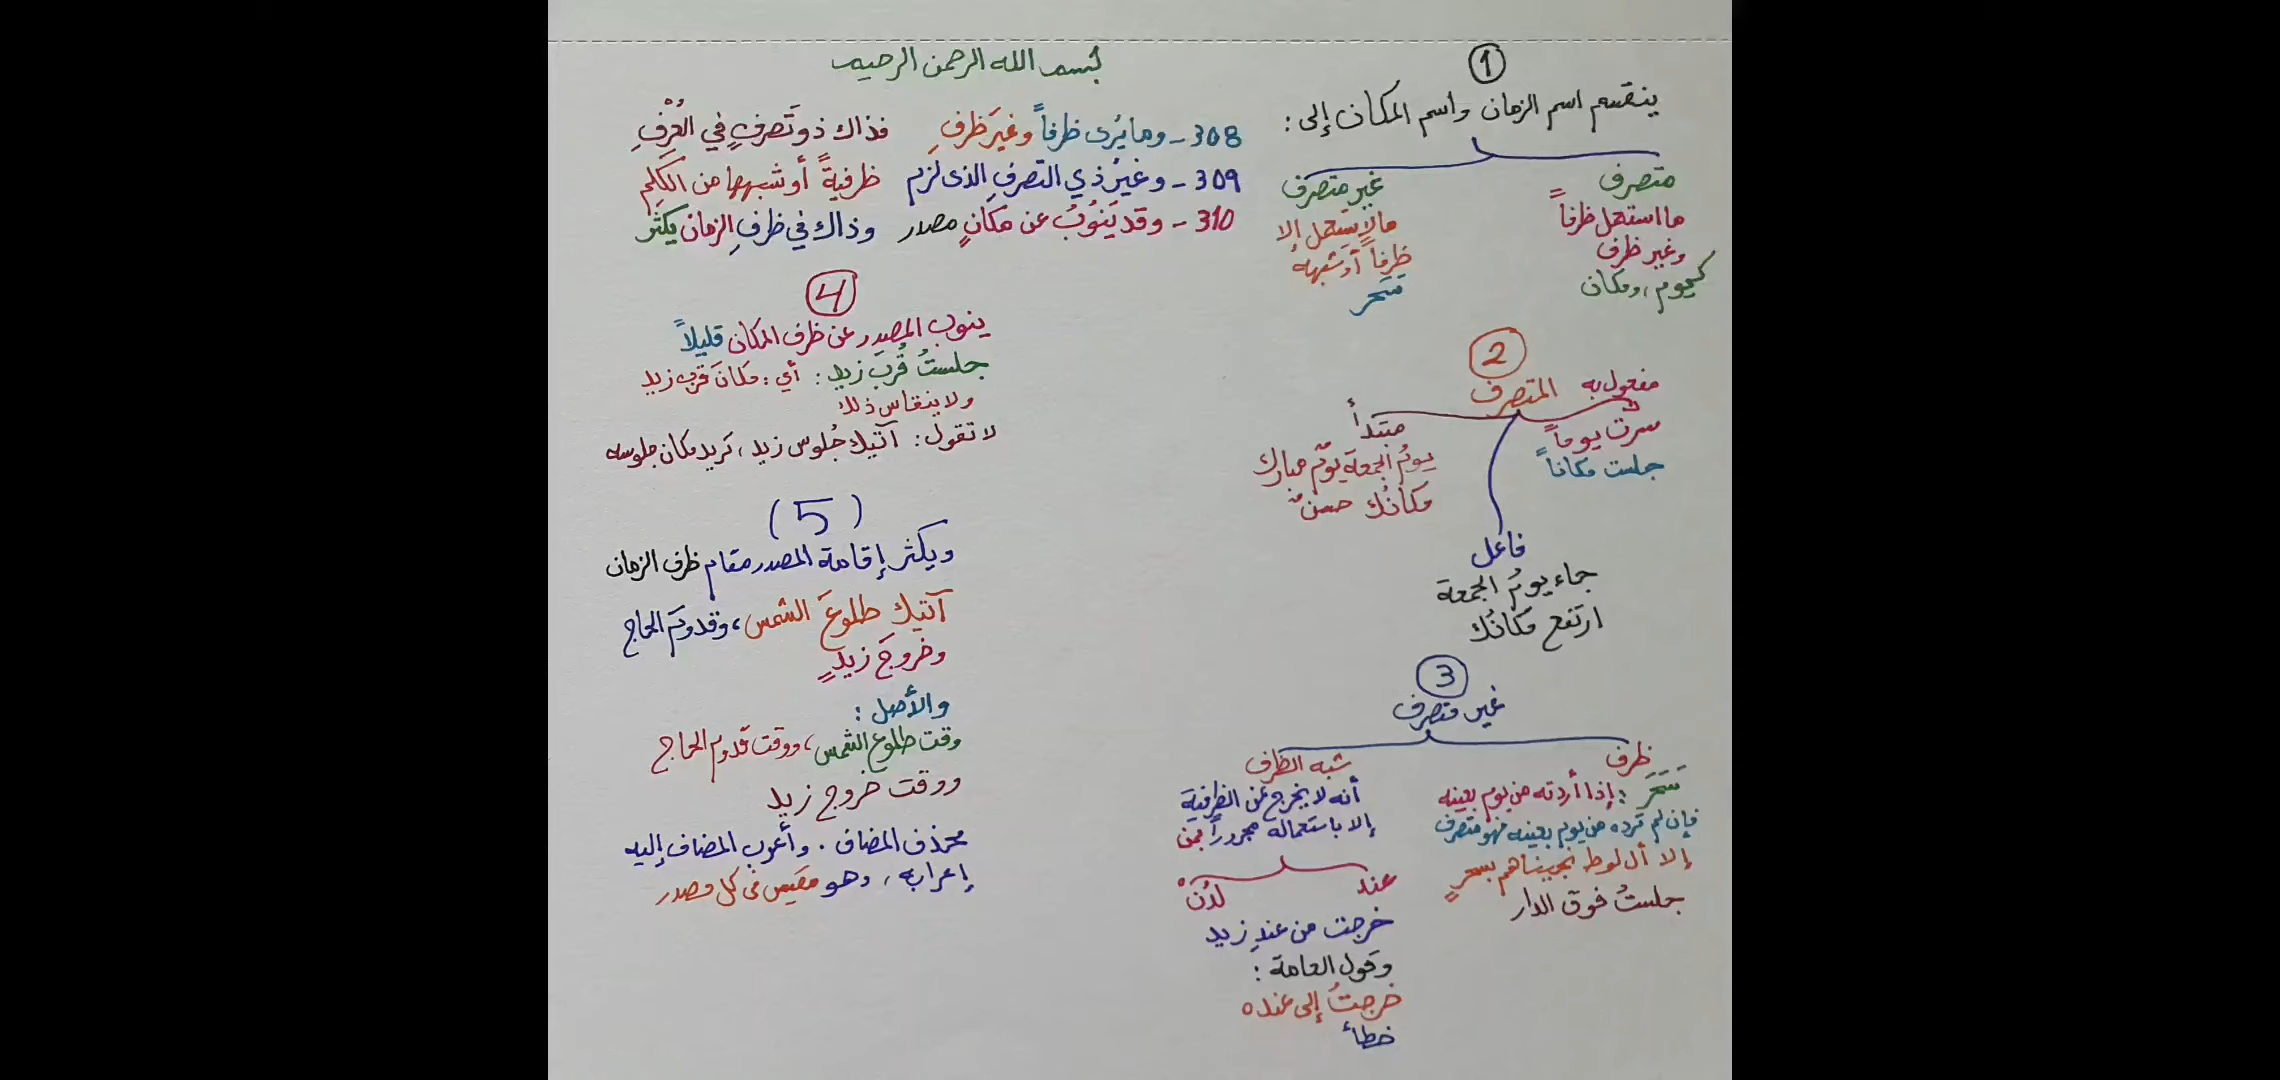 بسم الله الرحمن الرحيم
308 - وما يُرى ظرفاً وغيرَ ظرفِ فذاك ذو تَصرفٍ في العُرْفِ
309 - وغيرُ ذي التصرفِ الذى لزم ظرفيةً أو شبهها من الكَلِمِ
310 - وقد يَنُوبُ عن مكانٍ مصدر وذاك في ظرفِ الزمان يكثر
1
ينقسم اسم الزمان واسم المكان إلى :
متصرف
ما استعمل ظرفاً
وغير ظرف
كيوم ، ومكان
غير متصرف
ما لا يستعمل إلا
ظرفاً أو شبهه
سَحَر
2
المتصرف
مفعول به
سرت يوماً
جلست مكاناً
مبتدأ
يومُ الجمعة يومٌ مبارك
مكانُك حسنٌ
فاعل
جاء يومُ الجمعة
ارتفع مكانُك
3
غير متصرف
ظرف
سَحَرَ : إذا أردته من يوم بعينه
فإن لم ترده من يوم بعينه فهو متصرف
إلا آل لوط نجيناهم بسحرٍ
جلستُ فوق الدار
شبه الظرف
أنه لا يخرج عن الظرفية
إلا باستعماله مجروراً بمن
عند
لدُنْ
خرجت من عندِ زيد
وقول العامة :
خرجتُ إلى عنده
خطأ
4
ينوب المصدر عن ظرف المكان قليلاً
جلستُ قُربَ زيدٍ : أي : مكانَ قربِ زيد
ولا ينقاس ذلك
لا تقول : آتيك جُلوس زيد ، تريد مكان جلوسه
(5)
ويكثر إقامة المصدر مقام ظرف الزمان
آتيك طلوعَ الشمس ، وقدومَ الحاج
وخروجَ زيدٍ
والأصل :
وقت طلوع الشمس ، ووقت قدوم الحاج
ووقت خروج زيد
فحذف المضاف . وأعرب المضاف إليه
إعرابه ، وهو مقيس في كل مصدر